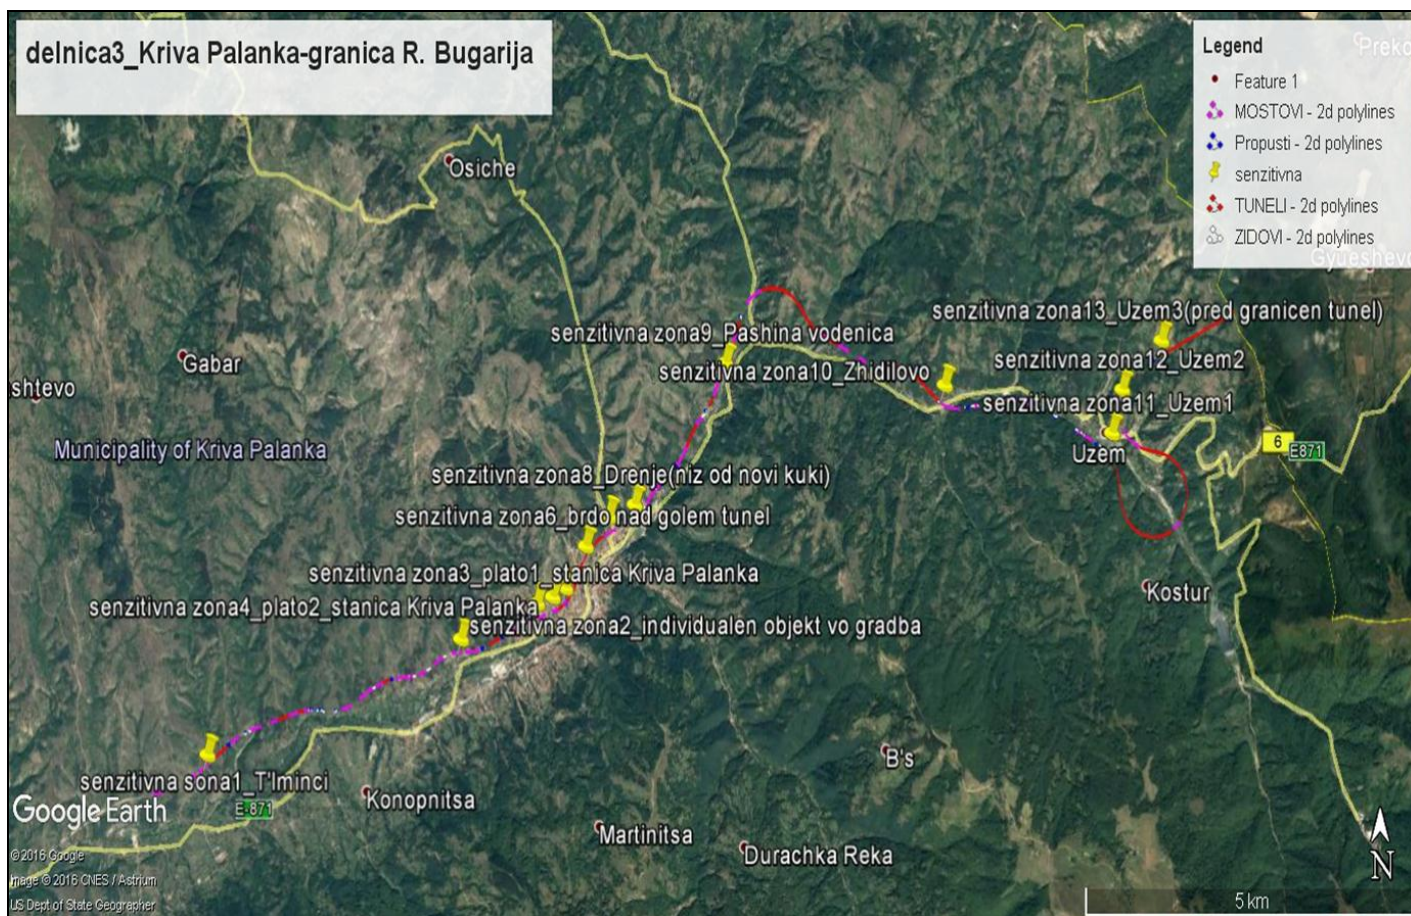 delnica3_Kriva Palanka-granica R. Bugarija
Legend
Feature 1
MOSTOVI - 2d polylines
Propusti - 2d polylines
senzitivna
TUNELI - 2d polylines
ZIDOVI - 2d polylines
Preko
Gyueshevo
Osiche
Gabar
shtevo
Municipality of Kriva Palanka
senzitivna zona13_Uzem3(pred granicen tunel)
senzitivna zona9_Pashina vodenica
senzitivna zona12_Uzem2
senzitivna zona10_Zhidilovo
senzitivna zona11_Uzem1
6
E871
Uzem
senzitivna zona8_Drenje(niz od novi kuki)
senzitivna zona6_brdo nad golem tunel
senzitivna zona3_plato1_stanica Kriva Palanka
Kostur
senzitivna zona4_plato2_stanica Kriva Palanka
senzitivna zona2_individualen objekt vo gradba
B's
senzitivna sona1_T'lminci
Konopnitsa
Google Earth
E-871
Martinitsa
Durachka Reka
© 2016 Google
Image © 2016 CNES / Astrium
US Dept of State Geographer
N
5 km